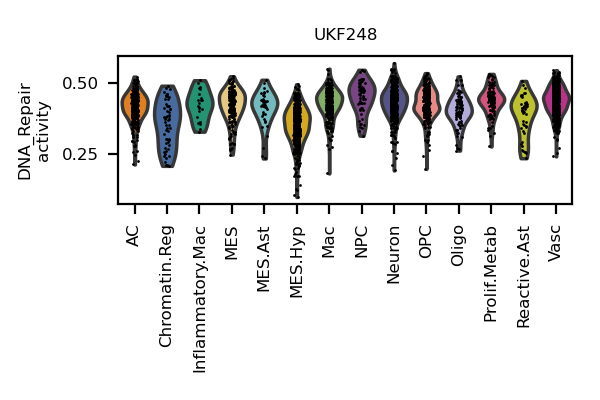 UKF248
DNA_Repair
activity
0.50
0.25
AC
Chromatin.Reg
Inflammatory.Mac
MES
MES.Ast
MES.Hyp
Mac
NPC
Neuron
OPC
Oligo
Prolif.Metab
Reactive.Ast
Vasc